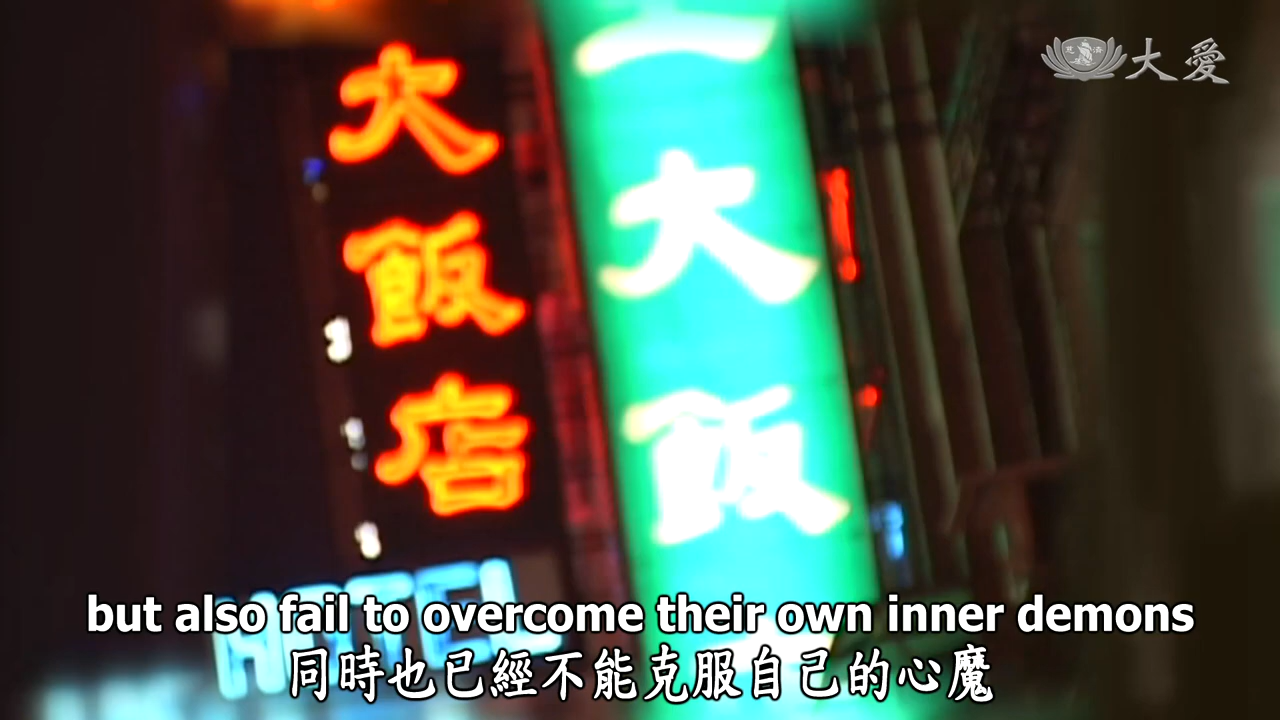 大愛
大飯店
大飯
HOTEL
but also fail to overcome their own inner demons
同時也已經不能克服自己的心魔